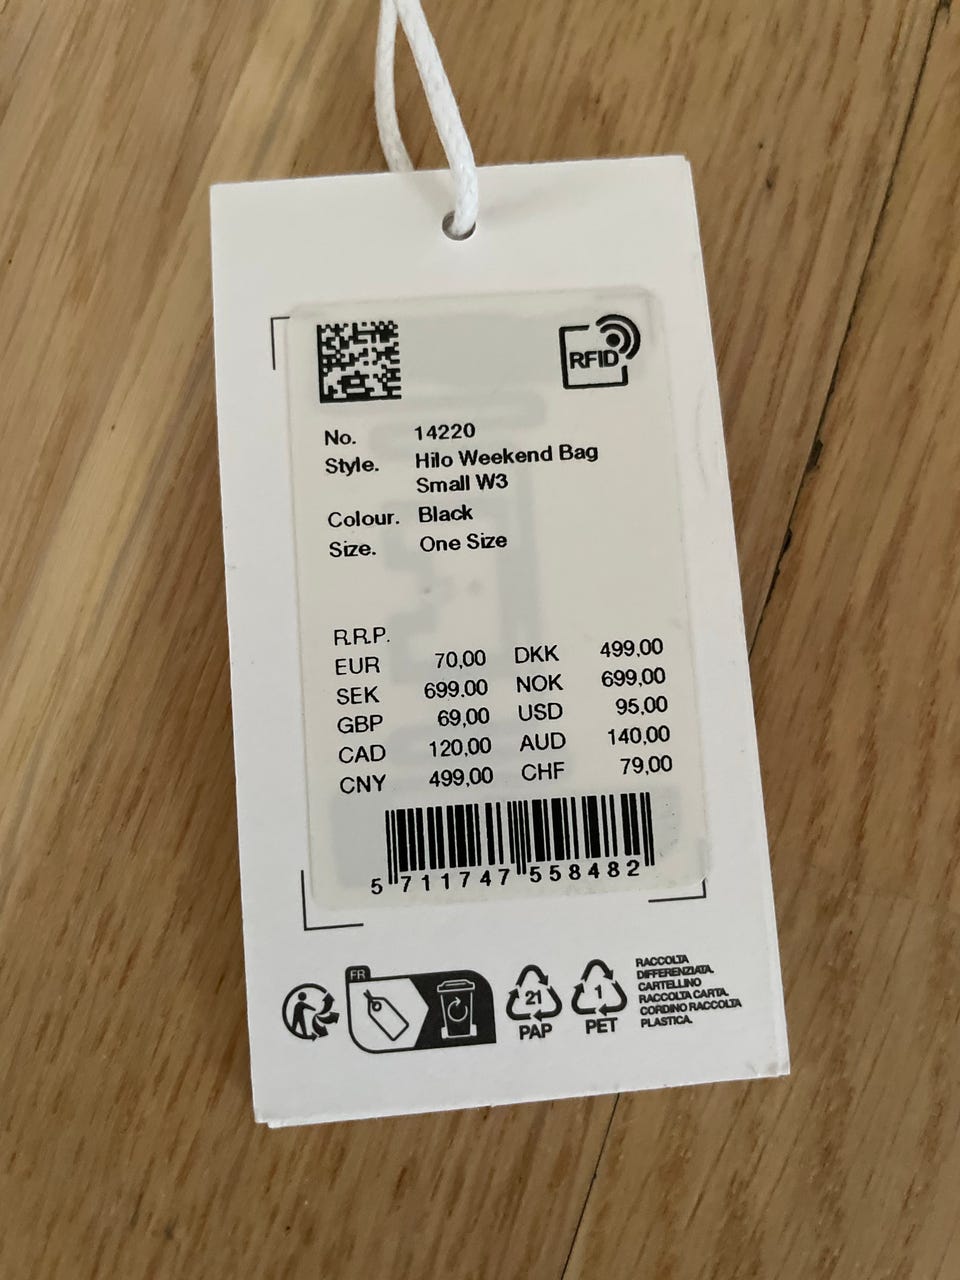 RFID
No. 14220
Style. Hilo Weekend Bag
Small W3
Colour. Black
Size. One Size
R.R.P.
EUR 70,00 DKK 499,00
SEK 699,00 NOK 699,00
GBP 69,00 USD 95,00
CAD 120,00 AUD 140,00
CNY 499,00 CHF 79,00
5 711747 558482
FR
21
PAP
1
PET
RACCOLTA
DIFFERENZIATA.
CARTELLINO
RACCOLTA CARTA.
CORDINO RACCOLTA
PLASTICA.